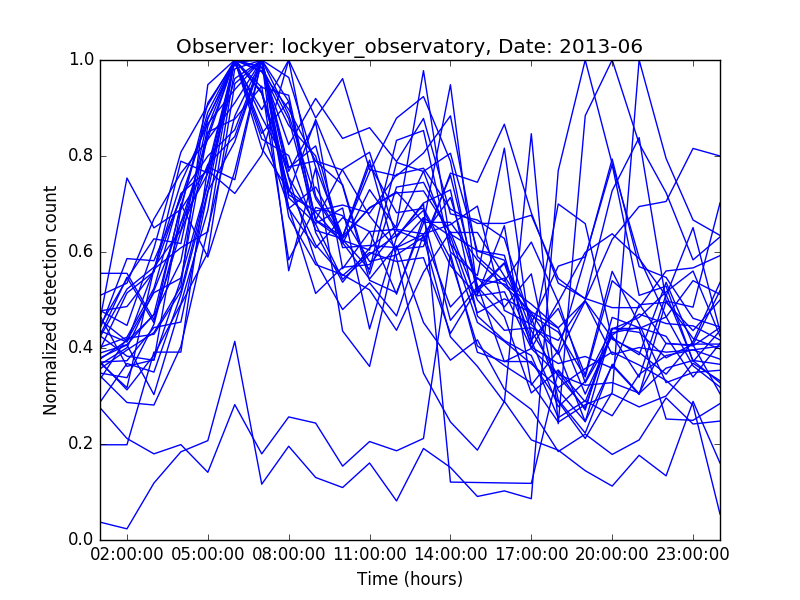 Observer: lockyer_observatory, Date: 2013-06
Normalized detection count
1.0
0.8
0.6
0.4
0.2
0.0
02:00:00 05:00:00 08:00:00 11:00:00 14:00:00 17:00:00 20:00:00 23:00:00
Time (hours)